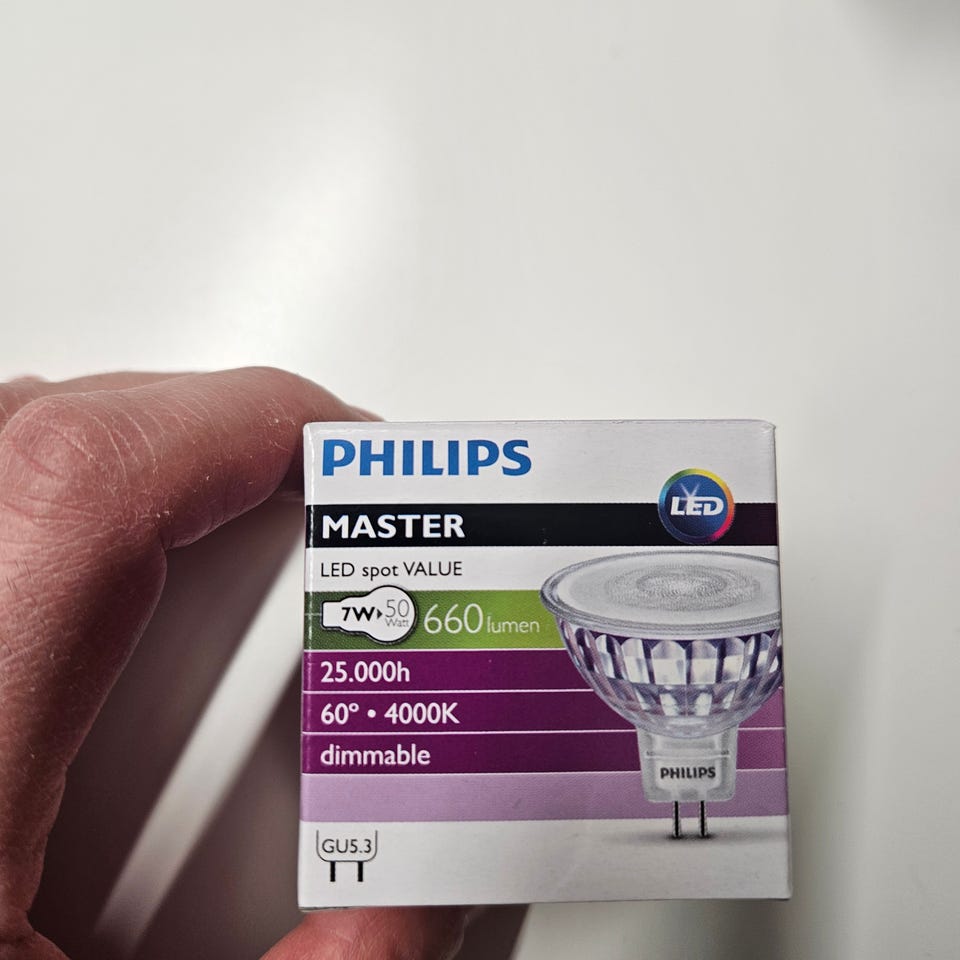 PHILIPS
LED
MASTER
LED spot VALUE
7W 50 Watt 660 lumen
25.000h
60° • 4000K
dimmable
PHILIPS
GU5.3